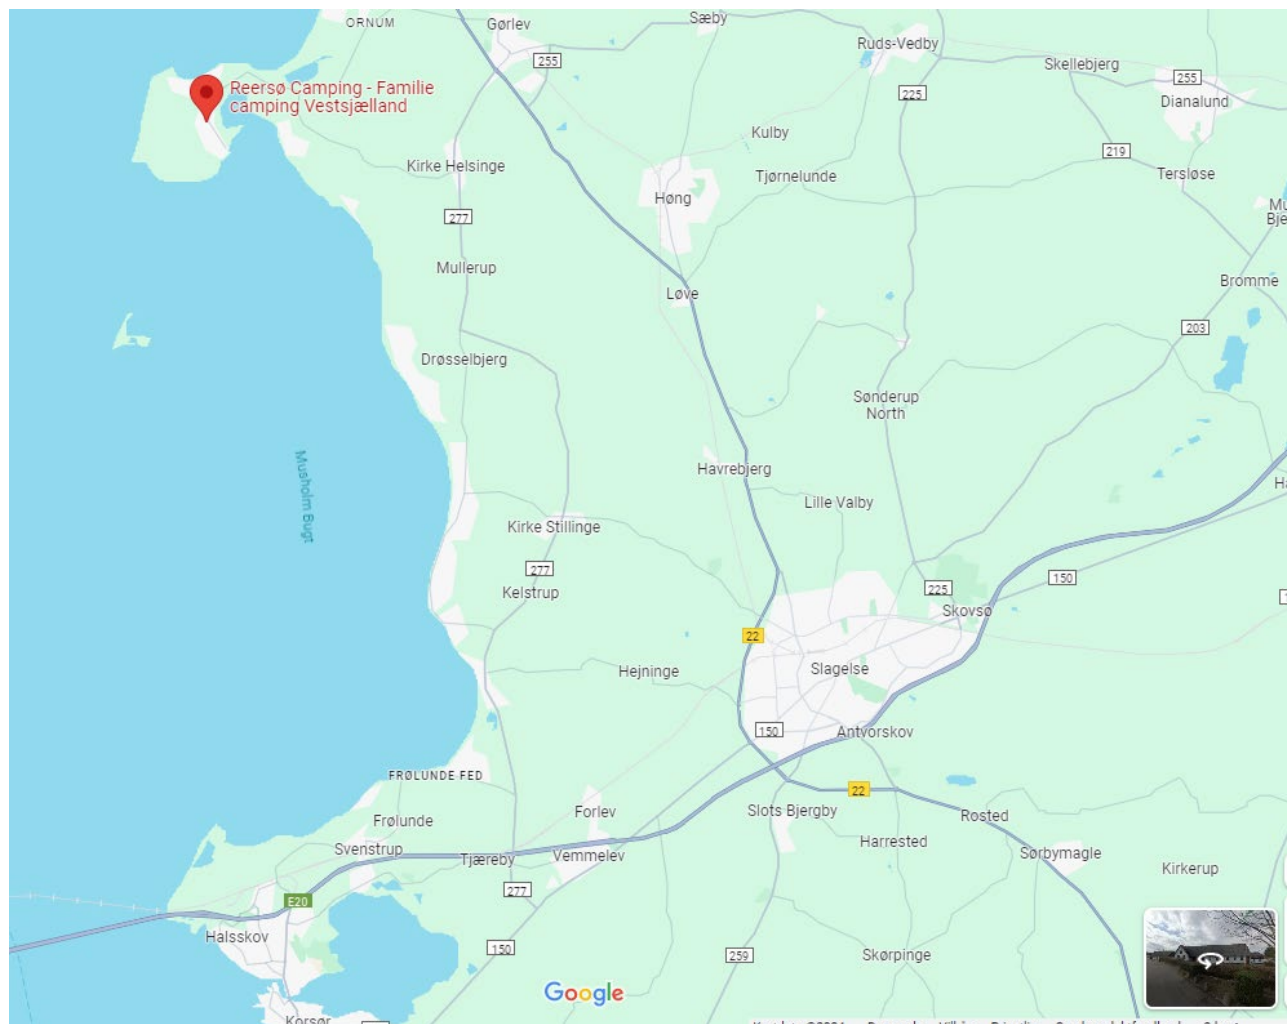 ORNUM
Gørlev
Sæby
Ruds-Vedby
Skellebjerg
255
255
Dianalund
225
Reersø Camping - Familie
camping Vestsjælland
Kulby
219
Kirke Helsinge
Tjørnelunde
Tersløse
Høng
277
Mullerup
Løve
Bromme
203
Drøsselbjerg
Sønderup
North
Musholm Bugt
Havrebjerg
Lille Valby
Kirke Stillinge
277
Kelstrup
150
225
Skovsø
22
Hejninge
Slagelse
150
Antvorskov
FRØLUNDE FED
22
Forlev
Slots Bjergby
Rosted
Frølunde
Harrested
Svenstrup
Tjæreby
Vemmelev
Sørbymagle
Kirkerup
277
E20
Halsskov
150
259
Skørpinge
Google
Korsør